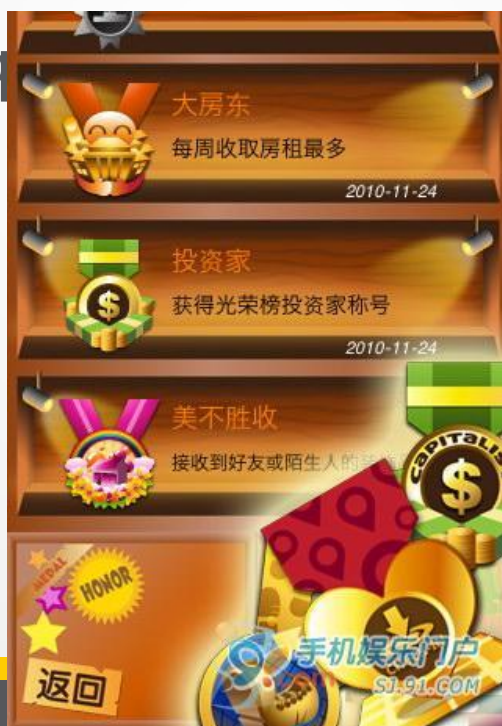 大房东
每周收取房租最多
2010-11-24
投资家
获得光荣榜投资家称号
2010-11-24
美不胜收
接收到好友或陌生人的
CAPITALIS
MEDAL
HONOR
返回
手机娱乐门户
SJ.91.COM